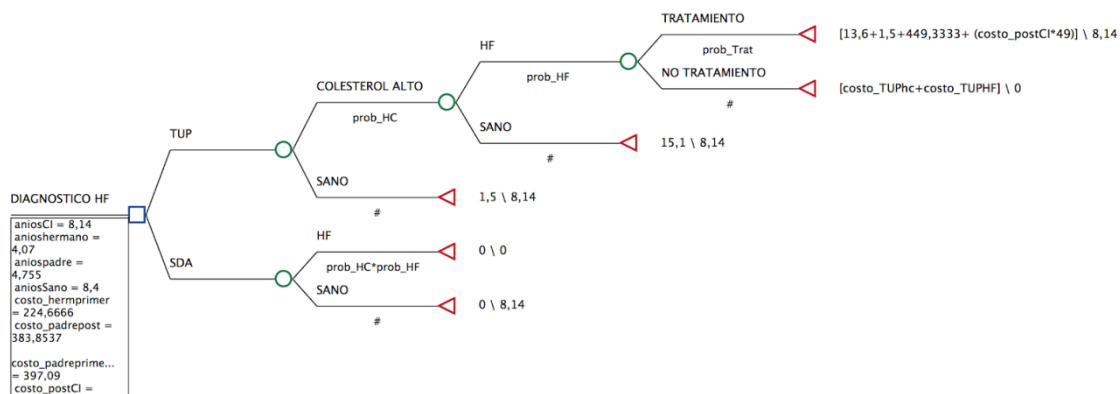 TRATAMIENTO
[13,6+1,5+449,3333+ (costo_postCI*49)] \ 8,14
HF
prob_Trat
NO TRATAMIENTO
prob_HF
[costo_TUPhc+costo_TUPHF] \ 0
COLESTEROL ALTO
#
prob_HC
SANO
15,1 \ 8,14
TUP
#
SANO
1,5 \ 8,14
DIAGNOSTICO HF
#
aniosCI = 8,14
anioshermano =
4,07
aniospadre =
4,755
aniosSano = 8,4
costo_hermprimer
= 224,6666
costo_padrepost =
383,8537
costo_padreprime...
= 397,09
costo_postCI =
HF
0 \ 0
SDA
prob_HC*prob_HF
SANO
0 \ 8,14
#